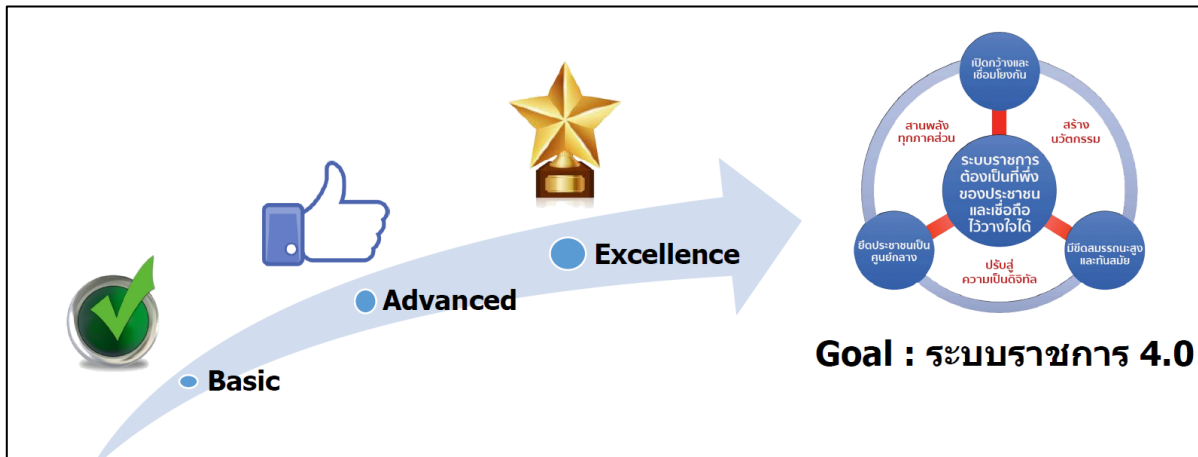 Basic
Advanced
Excellence
เปิดกว้างและ
เชื่อมโยงกัน
สานพลัง
ทุกภาคส่วน
สร้าง
นวัตกรรม
ระบบราชการ
ต้องเป็นที่พึ่ง
ของประชาชน
และเชื่อถือ
ไว้วางใจได้
ยึดประชาชนเป็น
ศูนย์กลาง
มีขีดสมรรถนะสูง
และทันสมัย
ปรับสู่
ความเป็นดิจิทัล
Goal : ระบบราชการ 4.0